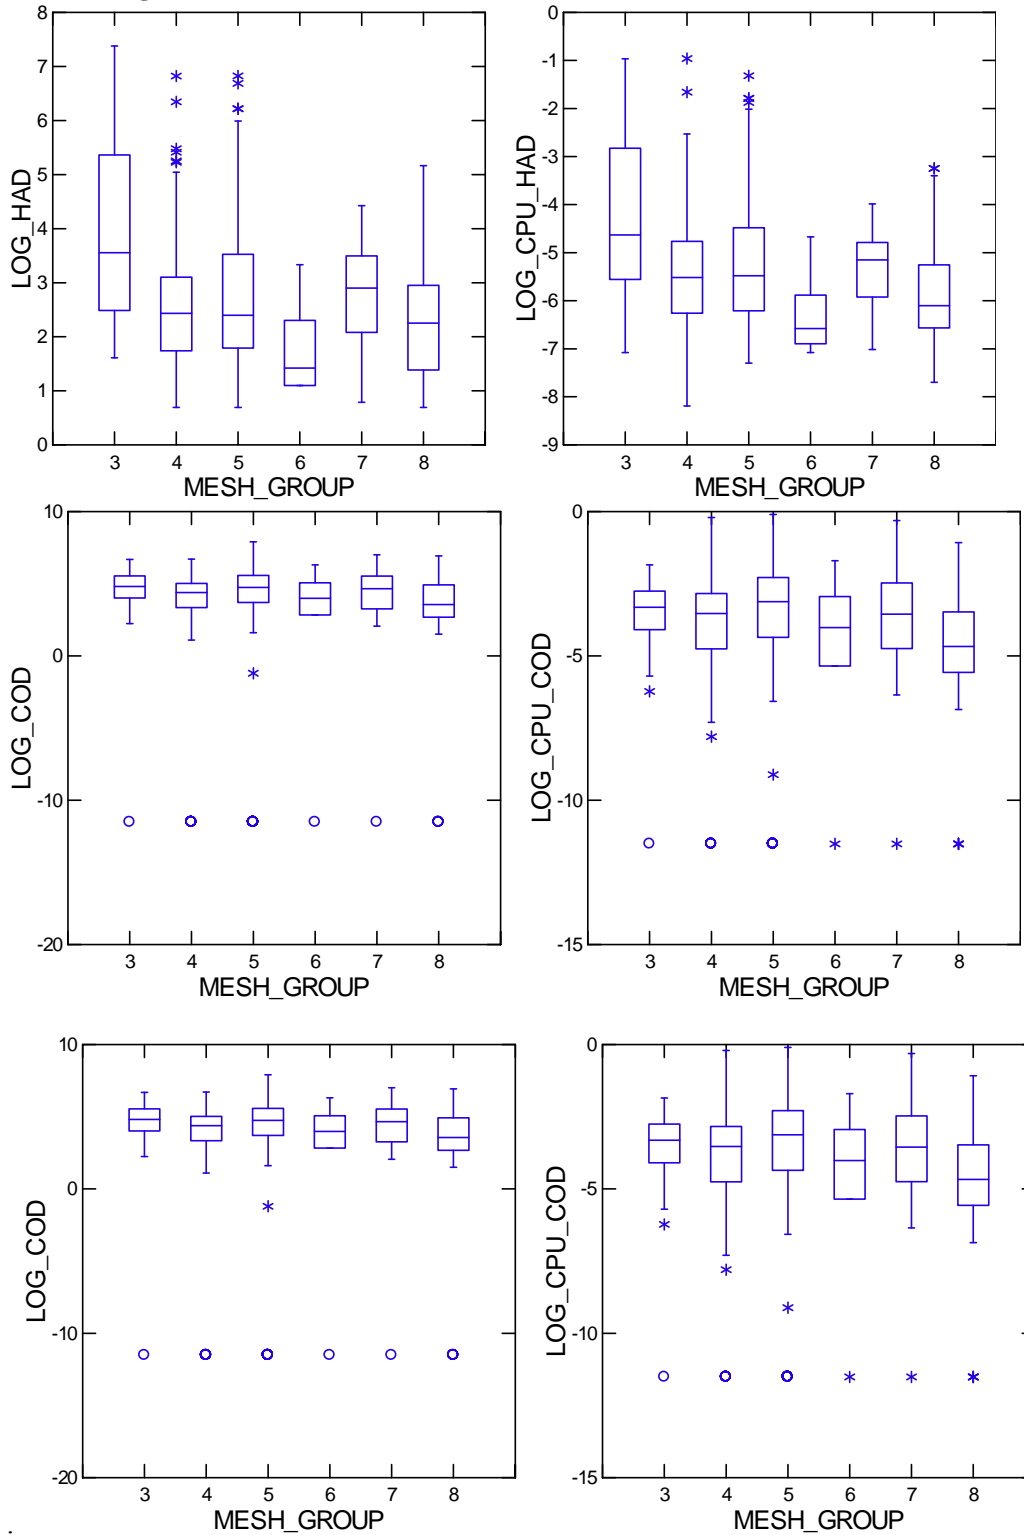 8
7
6
5
4
3
2
1
0
LOG_HAD
3 4 5 6 7 8
MESH_GROUP
0
-1
-2
-3
-4
-5
-6
-7
-8
-9
LOG_CPU_HAD
3 4 5 6 7 8
MESH_GROUP
10
0
-10
-20
LOG_COD
3 4 5 6 7 8
MESH_GROUP
0
-5
-10
-15
LOG_CPU_COD
3 4 5 6 7 8
MESH_GROUP
10
0
-10
-20
LOG_COD
3 4 5 6 7 8
MESH_GROUP
0
-5
-10
-15
LOG_CPU_COD
3 4 5 6 7 8
MESH_GROUP
.